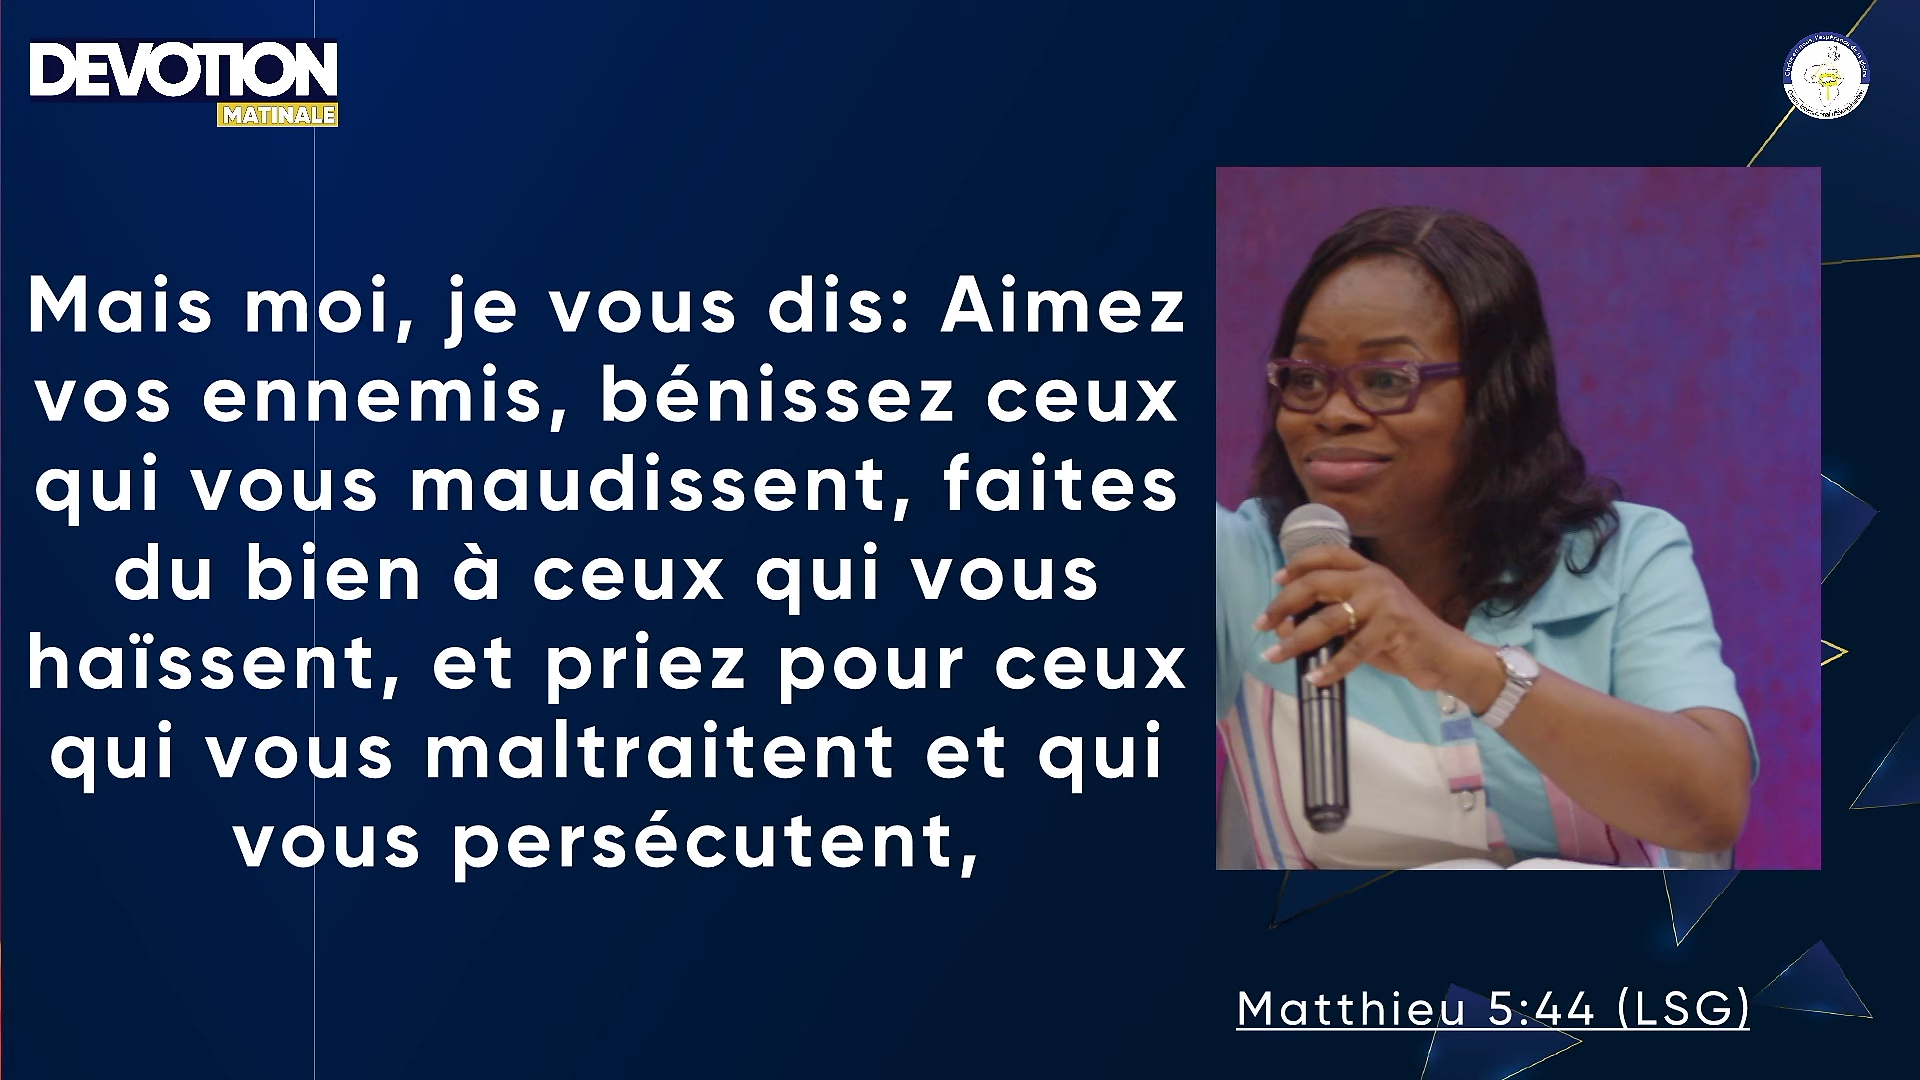 DEVOTION
MATINALE
Mais moi, je vous dis: Aimez
vos ennemis, bénissez ceux
qui vous maudissent, faites
du bien à ceux qui vous
haïssent, et priez pour ceux
qui vous maltraitent et qui
vous persécutent,
Matthieu 5:44 (LSG)